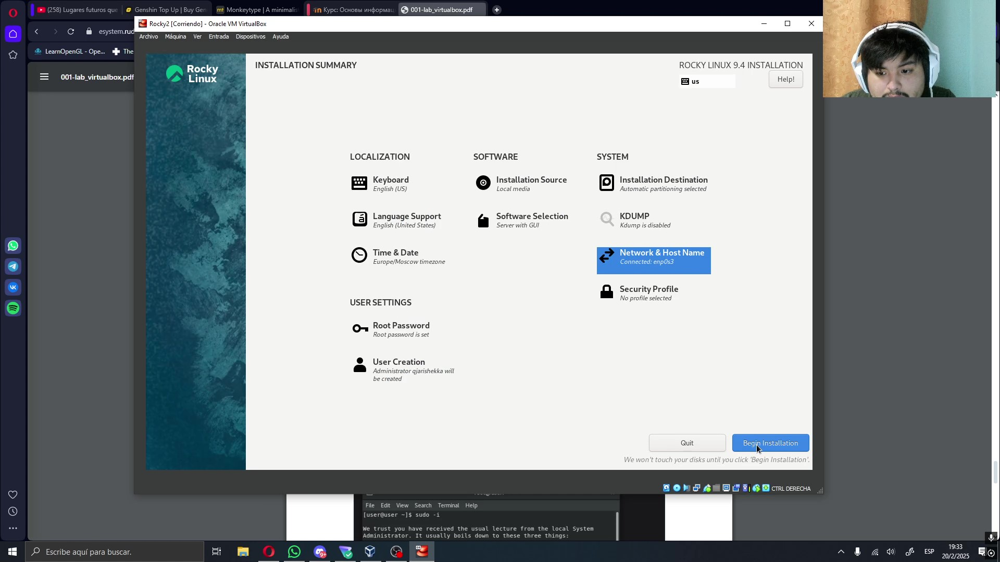 (258) Lugares futuros que
Genshin Top Up | Buy Gen
mt Monkeytype | A minimalis
Курс: Основы информац
001-lab_virtualbox.pdf
esystem.rud
LearnOpenGL - Ope...
The
001-lab_virtualbox.pdf
Rocky2 [Corriendo] - Oracle VM VirtualBox
Archivo Máquina Ver Entrada Dispositivos Ayuda
Rocky
Linux
INSTALLATION SUMMARY
ROCKY LINUX 9.4 INSTALLATION
us
Help!
LOCALIZATION
Keyboard
English (US)
Language Support
English (United States)
Time & Date
Europe/Moscow timezone
SOFTWARE
Installation Source
Local media
Software Selection
Server with GUI
SYSTEM
Installation Destination
Automatic partitioning selected
KDUMP
Kdump is disabled
Network & Host Name
Connected: enp0s3
Security Profile
No profile selected
USER SETTINGS
Root Password
Root password is set
User Creation
Administrator qjarishekka will
be created
Quit
Begin Installation
We won't touch your disks until you click 'Begin Installation'.
CTRL DERECHA
File Edit View Search Terminal Help
[user@user ~]$ sudo -i
We trust you have received the usual lecture from the local System
Administrator. It usually boils down to these three things:
Escribe aquí para buscar.
9+
64
ESP
19:33
20/2/2025